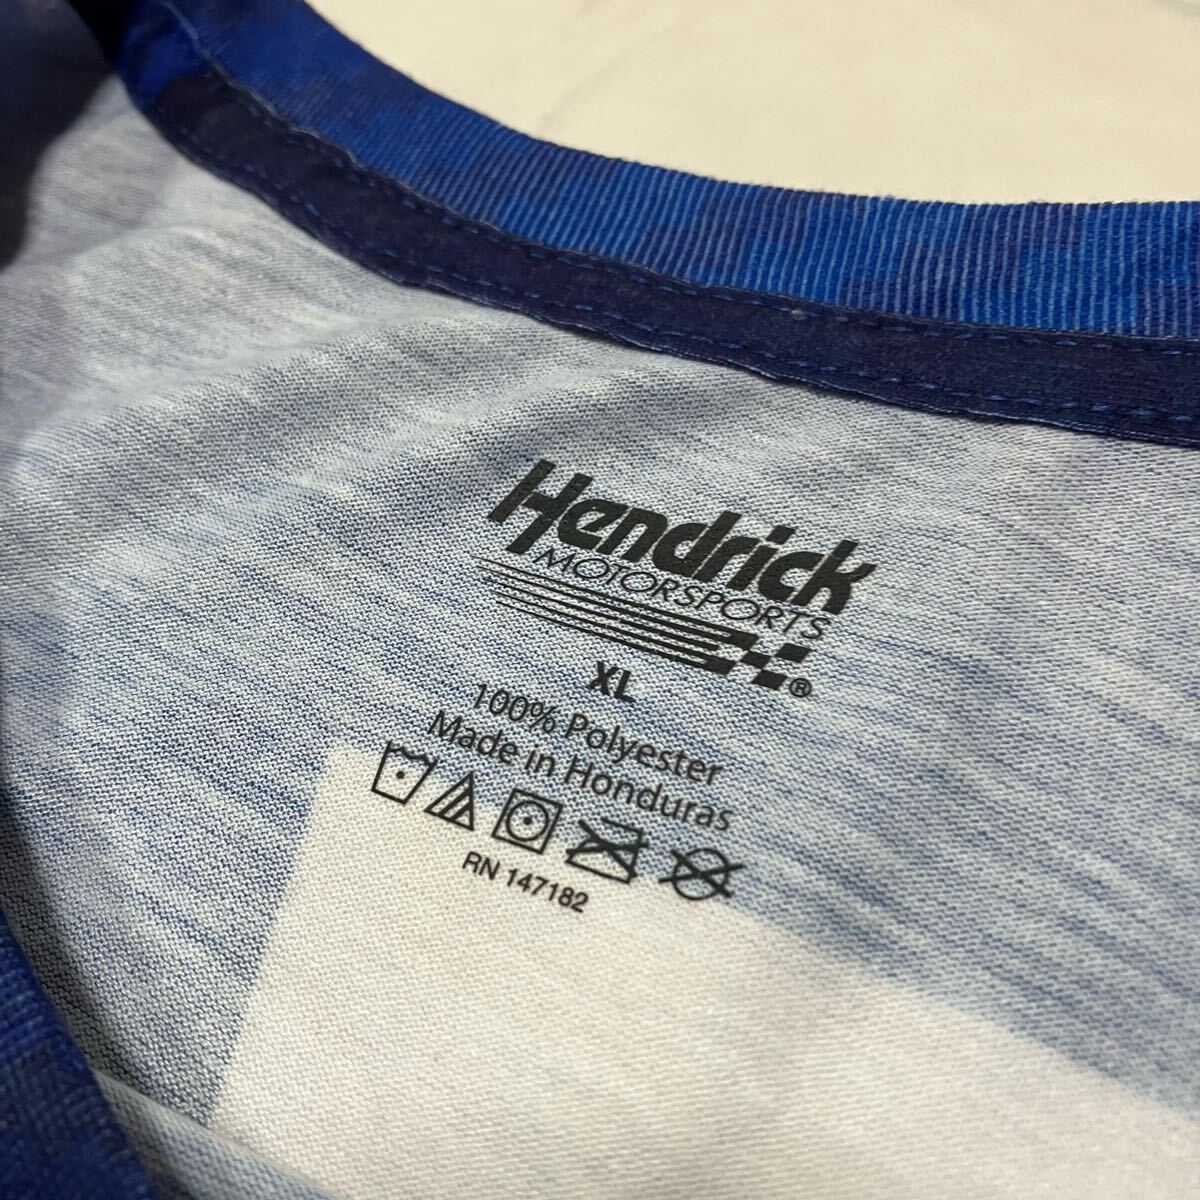 Hendrick
MOTORSPORTS
®
XL
100% Polyester
Made in Honduras
RN 147182